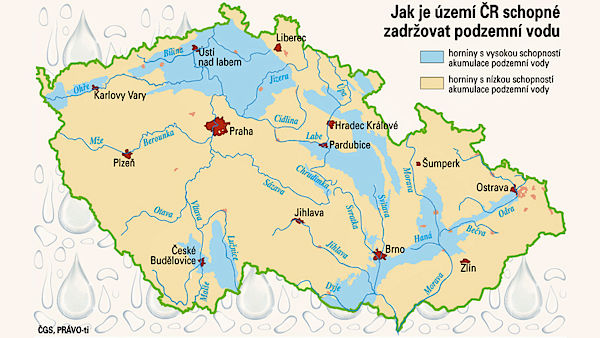 Jak je území ČR schopné
zadržovat podzemní vodu
horniny s vysokou schopností
akumulace podzemní vody
horniny s nízkou schopností
akumulace podzemní vody
Liberec
Bílina
Ústí
nad labem
Ohře
Karlovy Vary
Jizera
Úpa
Cidlina
Hradec Králové
Praha
Labe
Pardubice
Mže
Berounka
Plzeň
Chrudimka
Šumperk
Morava
Sázava
Ostrava
Odra
Otava
Vltava
Lužnice
Jihlava
Svratka
Svitava
Haná
Bečva
Jihlava
Brno
České
Budějovice
Malše
Dyje
Morava
Zlín
ČGS, PRÁVO-ti